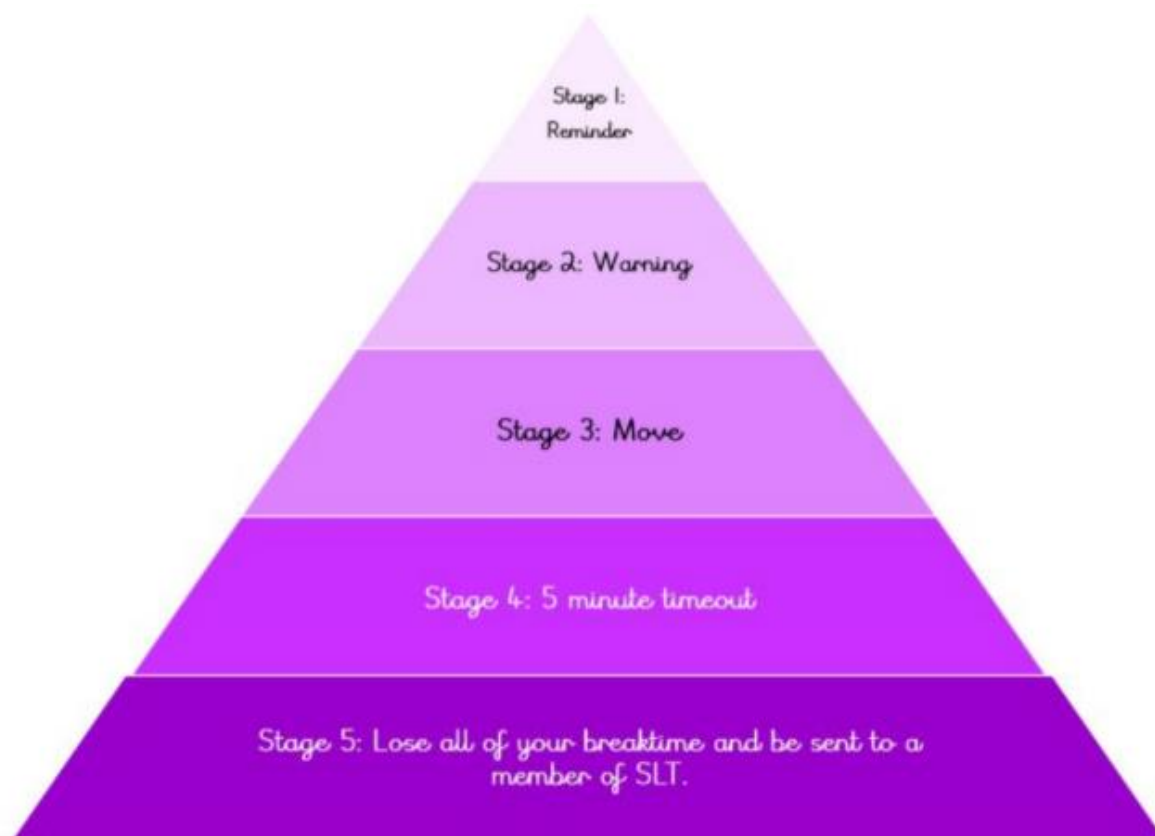 Stage 1:
Reminder
Stage 2: Warning
Stage 3: Move
Stage 4: 5 minute timeout
Stage 5: Lose all of your breaktime and be sent to a
member of SLT.